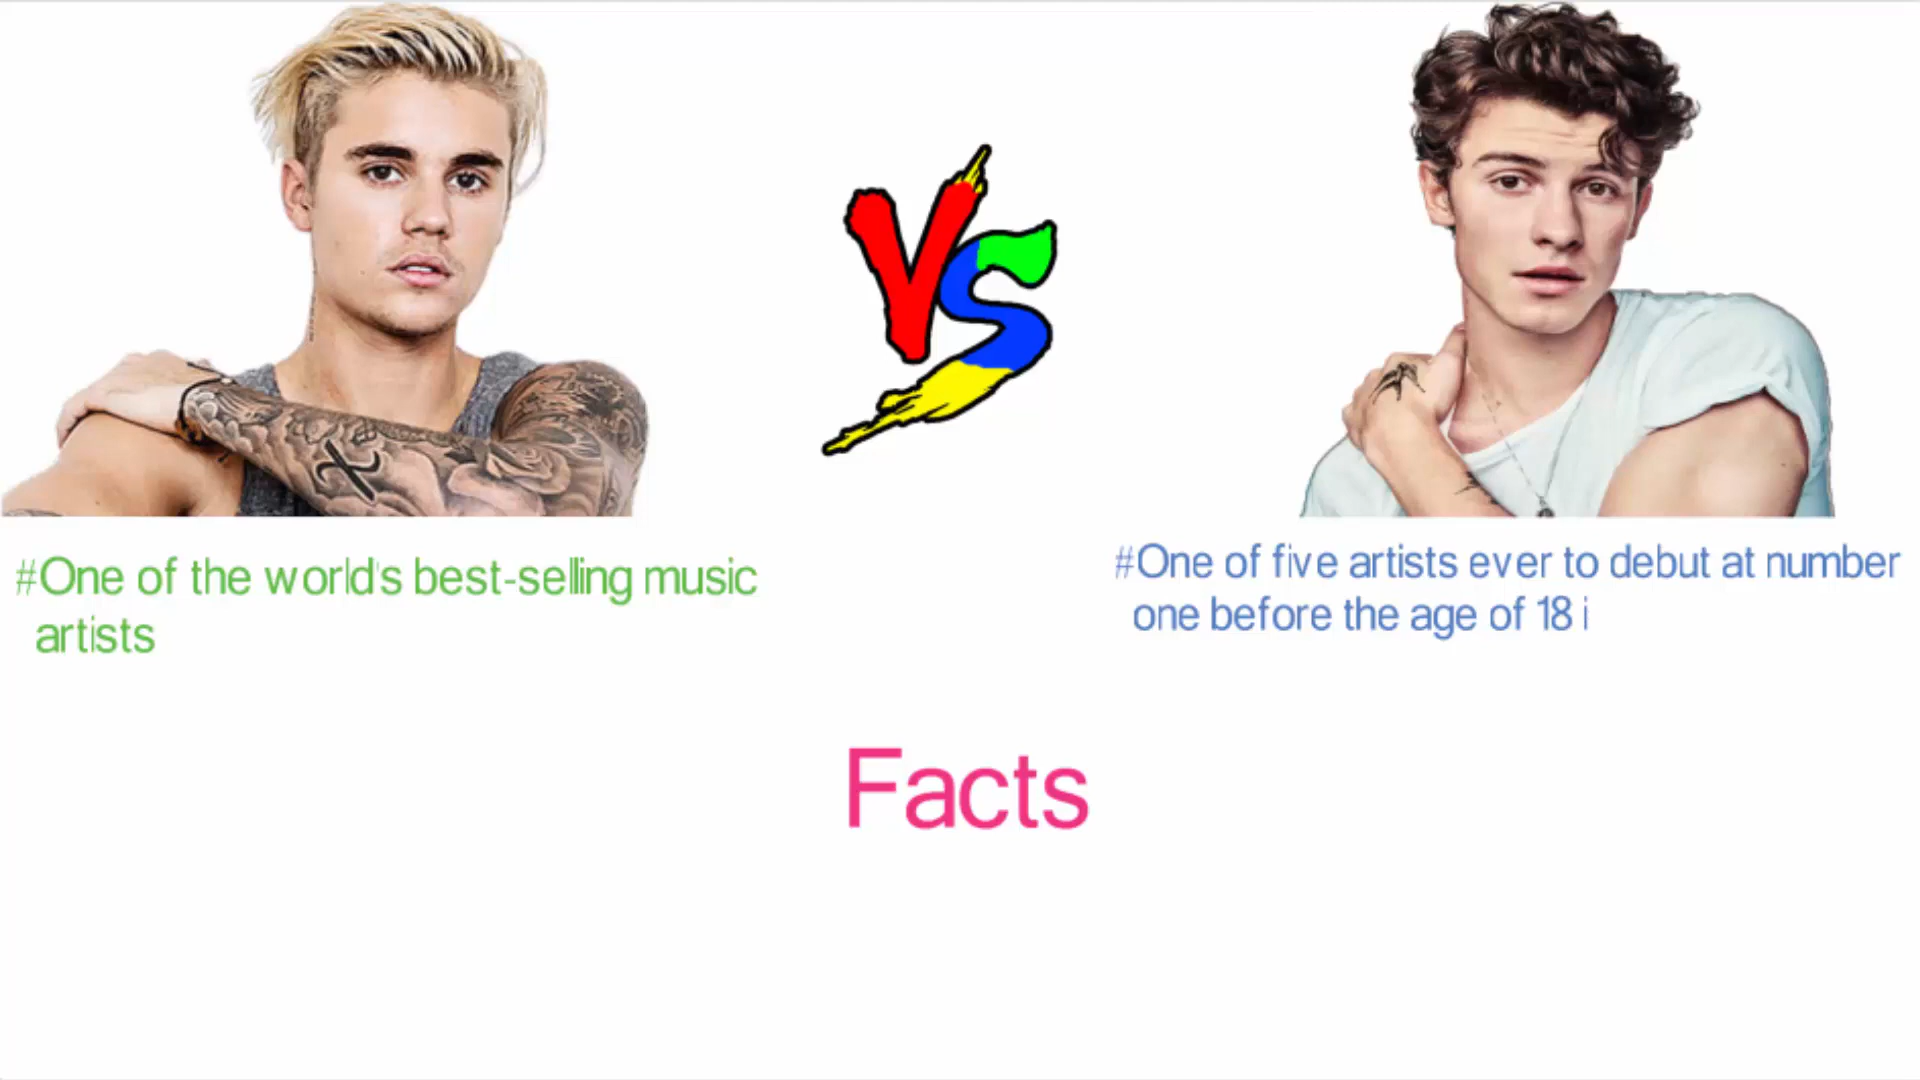 VS
#One of the world's best-selling music
artists
#One of five artists ever to debut at number
one before the age of 18 i
Facts